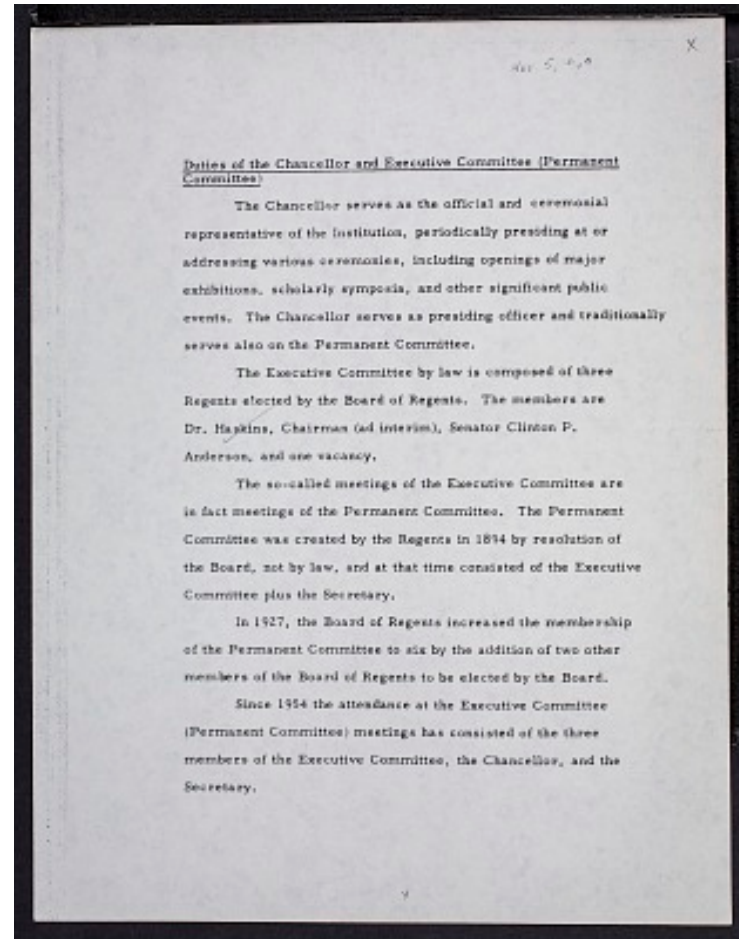 X
Duties of the Chancellor and Executive Committee (Permanent
Committee)
The Chancellor serves as the official and ceremonial
representative of the Institution, periodically presiding at or
addressing various ceremonies, including openings of major
exhibitions, scholarly symposia, and other significant public
events. The Chancellor serves as presiding officer and traditionally
serves also on the Permanent Committee.
The Executive Committee by law is composed of three
Regents elected by the Board of Regents. The members are
Dr. Haskins, Chairman (ad interim), Senator Clinton P.
Anderson, and one vacancy.
The so-called meetings of the Executive Committee are
in fact meetings of the Permanent Committee. The Permanent
Committee was created by the Regents in 1894 by resolution of
the Board, not by law, and at that time consisted of the Executive
Committee plus the Secretary.
In 1927, the Board of Regents increased the membership
of the Permanent Committee to six by the addition of two other
members of the Board of Regents to be elected by the Board.
Since 1954 the attendance at the Executive Committee
(Permanent Committee) meetings has consisted of the three
members of the Executive Committee, the Chancellor, and the
Secretary.